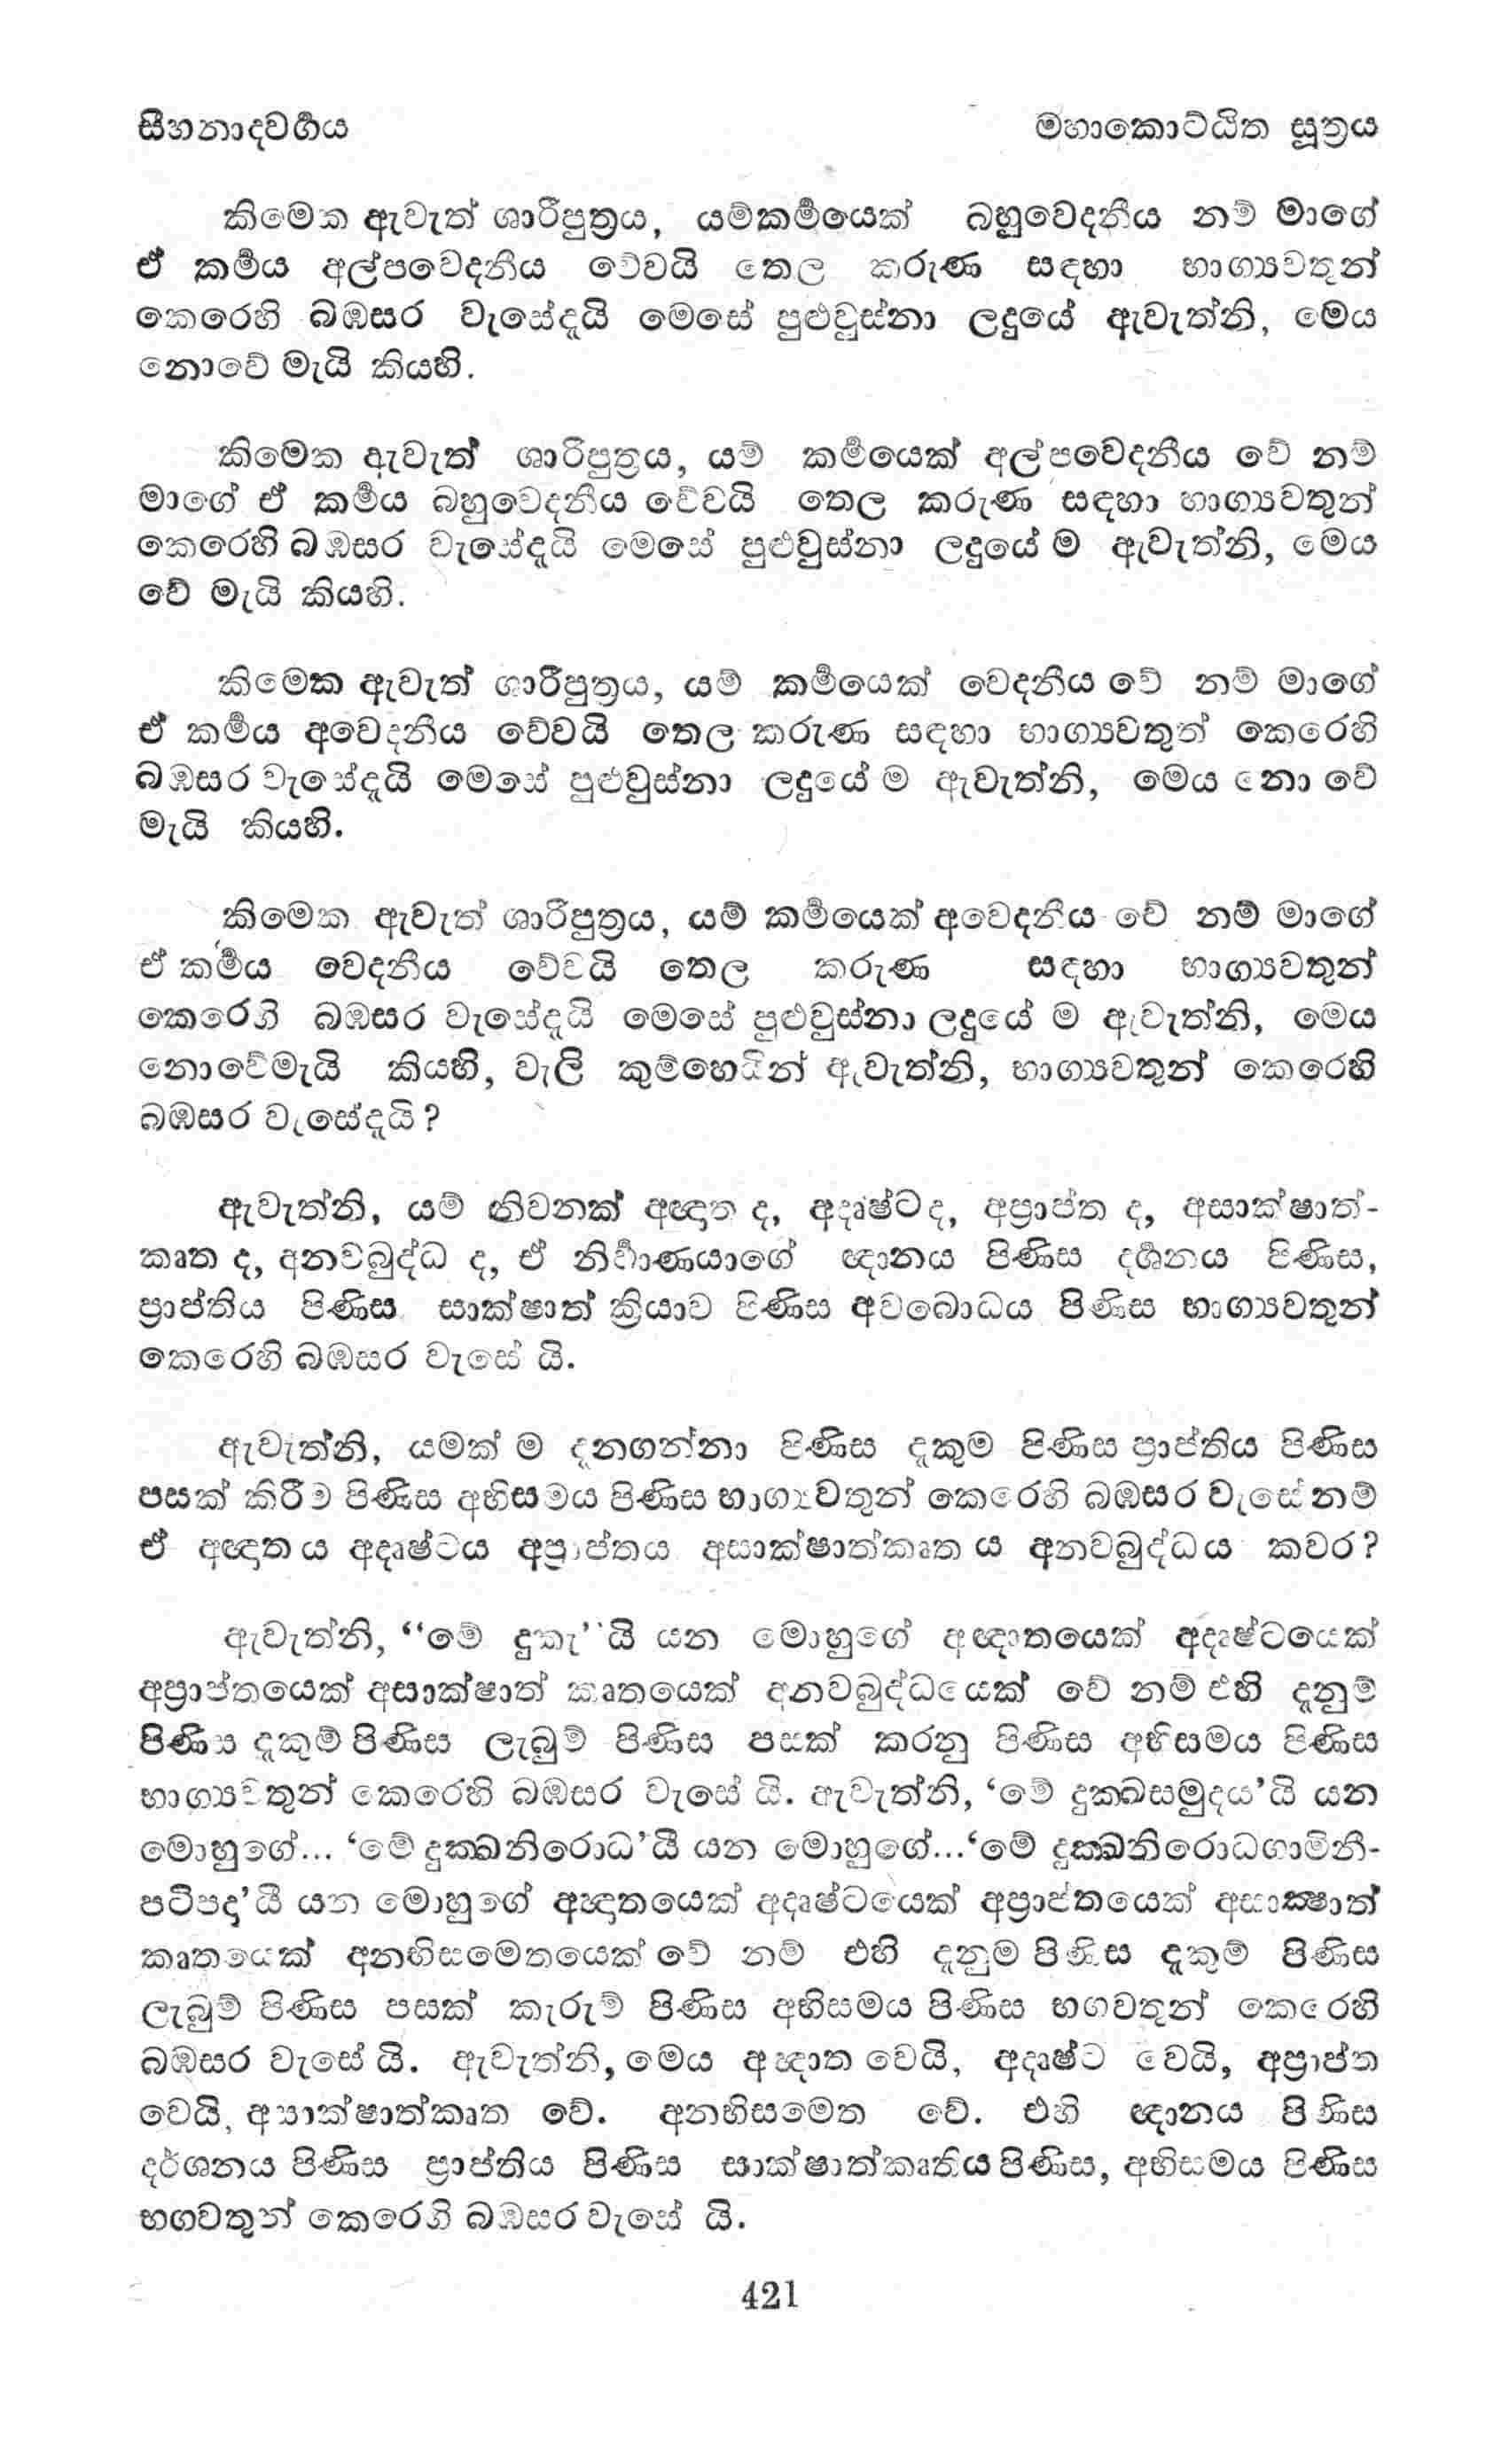 සීහනාදවර්‍ගය
මහාකොට්ඨිත සූත්‍රය
කිමෙක ඇවැත් ශාරීපුත්‍රය, යම්කර්‍මයෙක් බහුවෙදනීය නම් මාගේ
ඒ කර්‍මය අල්පවෙදනීය වේවයි තෙල කරුණ සඳහා භාග්‍යවතුන්
කෙරෙහි බඹසර වැසේදැයි මෙසේ පුළුවුස්නා ලදුයේ ඇවැත්නි, මෙය
නොවේ මැයි කියහි.
කිමෙක ඇවැත් ශාරීපුත්‍රය, යම් කර්‍මයෙක් අල්පවෙදනීය වේ නම්
මාගේ ඒ කර්‍මය බහුවෙදනීය වේවයි තෙල කරුණ සඳහා භාග්‍යවතුන්
කෙරෙහි බඹසර වැසේදැයි මෙසේ පුළුවුස්නා ලදුයේ ම ඇවැත්නි, මෙය
වේ මැයි කියහි.
කිමෙක ඇවැත් ශාරීපුත්‍රය, යම් කර්‍මයෙක් වෙදනීය වේ නම් මාගේ
ඒ කර්‍මය අවෙදනීය වේවයි තෙල කරුණ සඳහා භාග්‍යවතුන් කෙරෙහි
බඹසර වැසේදැයි මෙසේ පුළුවුස්නා ලදුයේ ම ඇවැත්නි, මෙය නො වේ
මැයි කියහි.
කිමෙක ඇවැත් ශාරීපුත්‍රය, යම් කර්‍මයෙක් අවෙදනීය වේ නම් මාගේ
ඒ කර්‍මය වෙදනීය වේවයි තෙල කරුණ සඳහා භාග්‍යවතුන්
කෙරෙහි බඹසර වැසේදැයි මෙසේ පුළුවුස්නා ලදුයේ ම ඇවැත්නි, මෙය
නොවේමැයි කියහි, වැලි කුම්හෙයින් ඇවැත්නි, භාග්‍යවතුන් කෙරෙහි
බඹසර වැසේදැයි?
ඇවැත්නි, යම් නිවනක් අඥාත ද, අදෘෂ්ට ද, අප්‍රාප්ත ද, අසාක්ෂාත්-
කෘත ද, අනවබුද්ධ ද, ඒ නිර්‍වාණයාගේ ඥානය පිණිස දර්‍ශනය පිණිස,
ප්‍රාප්තිය පිණිස සාක්ෂාත් ක්‍රියාව පිණිස අවබොධය පිණිස භාග්‍යවතුන්
කෙරෙහි බඹසර වැසේ යි.
ඇවැත්නි, යමක් ම දැනගන්නා පිණිස දැකුම පිණිස ප්‍රාප්තිය පිණිස
පසක් කිරීම පිණිස අභිසමය පිණිස භාග්‍යවතුන් කෙරෙහි බඹසර වැසේනම්
ඒ අඥාත ය අදෘෂ්ටය අප්‍රාප්තය අසාක්ෂාත්කෘත ය අනවබුද්ධය කවර?
ඇවැත්නි, “මේ දුකැ”යි යන මොහුගේ අඥාතයෙක් අදෘෂ්ටයෙක්
අප්‍රාප්තයෙක් අසාක්ෂාත් කෘතයෙක් අනවබුද්ධයෙක් වේ නම් එහි දැනුම්
පිණිස දැකුම් පිණිස ලැබුම් පිණිස පසක් කරනු පිණිස අභිසමය පිණිස
භාග්‍යවතුන් කෙරෙහි බඹසර වැසේ යි. ඇවැත්නි, ‘මේ දුක්ඛසමුදය’යි යන
මොහුගේ... ‘මේ දුක්ඛනිරොධ’යි යන මොහුගේ...‘මේ දුක්ඛනිරොධගාමිනී-
පටිපදා’යි යන මොහුගේ අඥාතයෙක් අදෘෂ්ටයෙක් අප්‍රාප්තයෙක් අසාක්‍ෂාත්
කෘතයෙක් අනභිසමෙතයෙක් වේ නම් එහි දැනුම පිණිස දැකුම් පිණිස
ලැබුම් පිණිස පසක් කැරුම් පිණිස අභිසමය පිණිස භගවතුන් කෙරෙහි
බඹසර වැසේ යි. ඇවැත්නි, මෙය අඥාත වෙයි, අදෘෂ්ට වෙයි, අප්‍රාප්ත
වෙයි, අසාක්ෂාත්කෘත වේ. අනභිසමෙත වේ. එහි ඥානය පිණිස
දර්ශනය පිණිස ප්‍රාප්තිය පිණිස සාක්ෂාත්කෘතිය පිණිස, අභිසමය පිණිස
භගවතුන් කෙරෙහි බඹසර වැසේ යි.
421